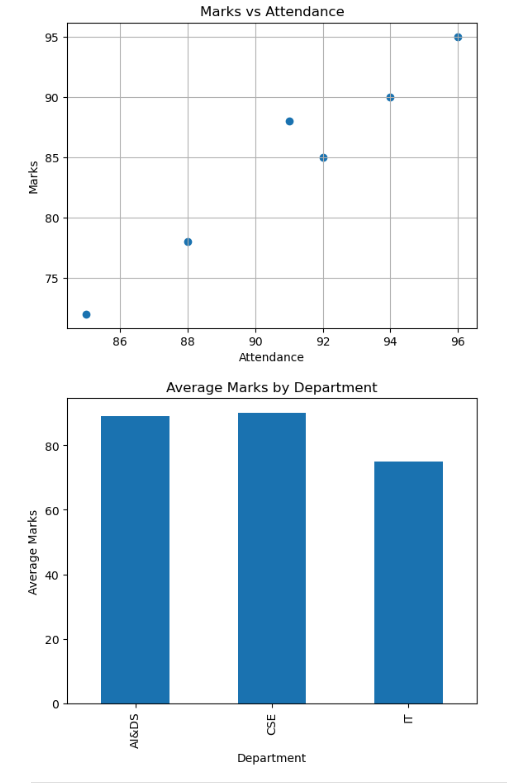 Marks vs Attendance
95
90
85
80
75
Marks
86 88 90 92 94 96
Attendance
Average Marks by Department
80
60
40
20
0
Average Marks
AI&DS CSE IT
Department